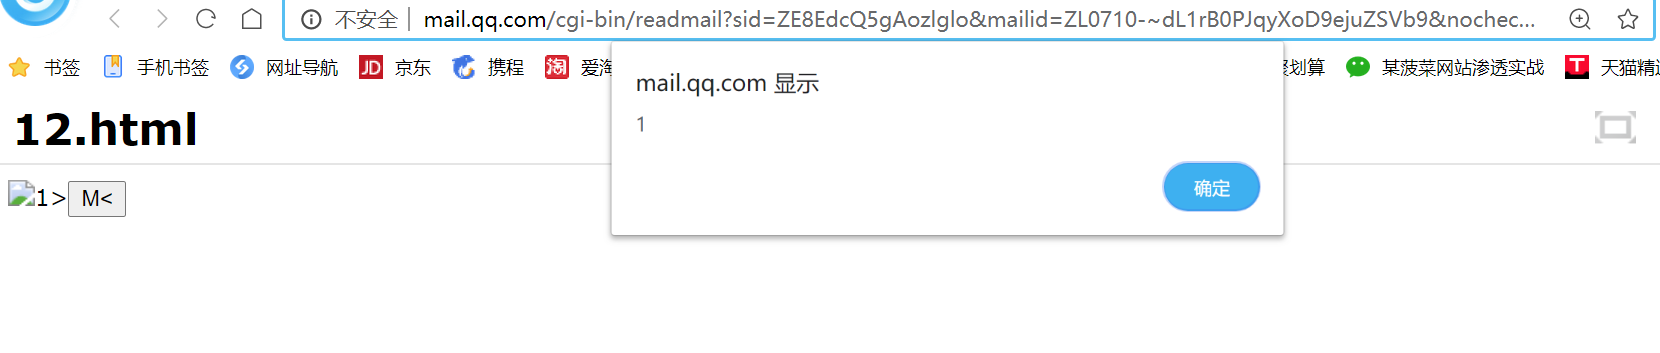 不安全 | mail.qq.com/cgi-bin/readmail?sid=ZE8EdcQ5gAozlglo&mailid=ZL0710-~dL1rB0PJqyXoD9ejuZSVb9&nochec...
书签 手机书签 网址导航 JD 京东 携程 淘 爱淘 划算 某菠菜网站渗透实战 T 天猫精
mail.qq.com 显示
1
确定
12.html
1> M<